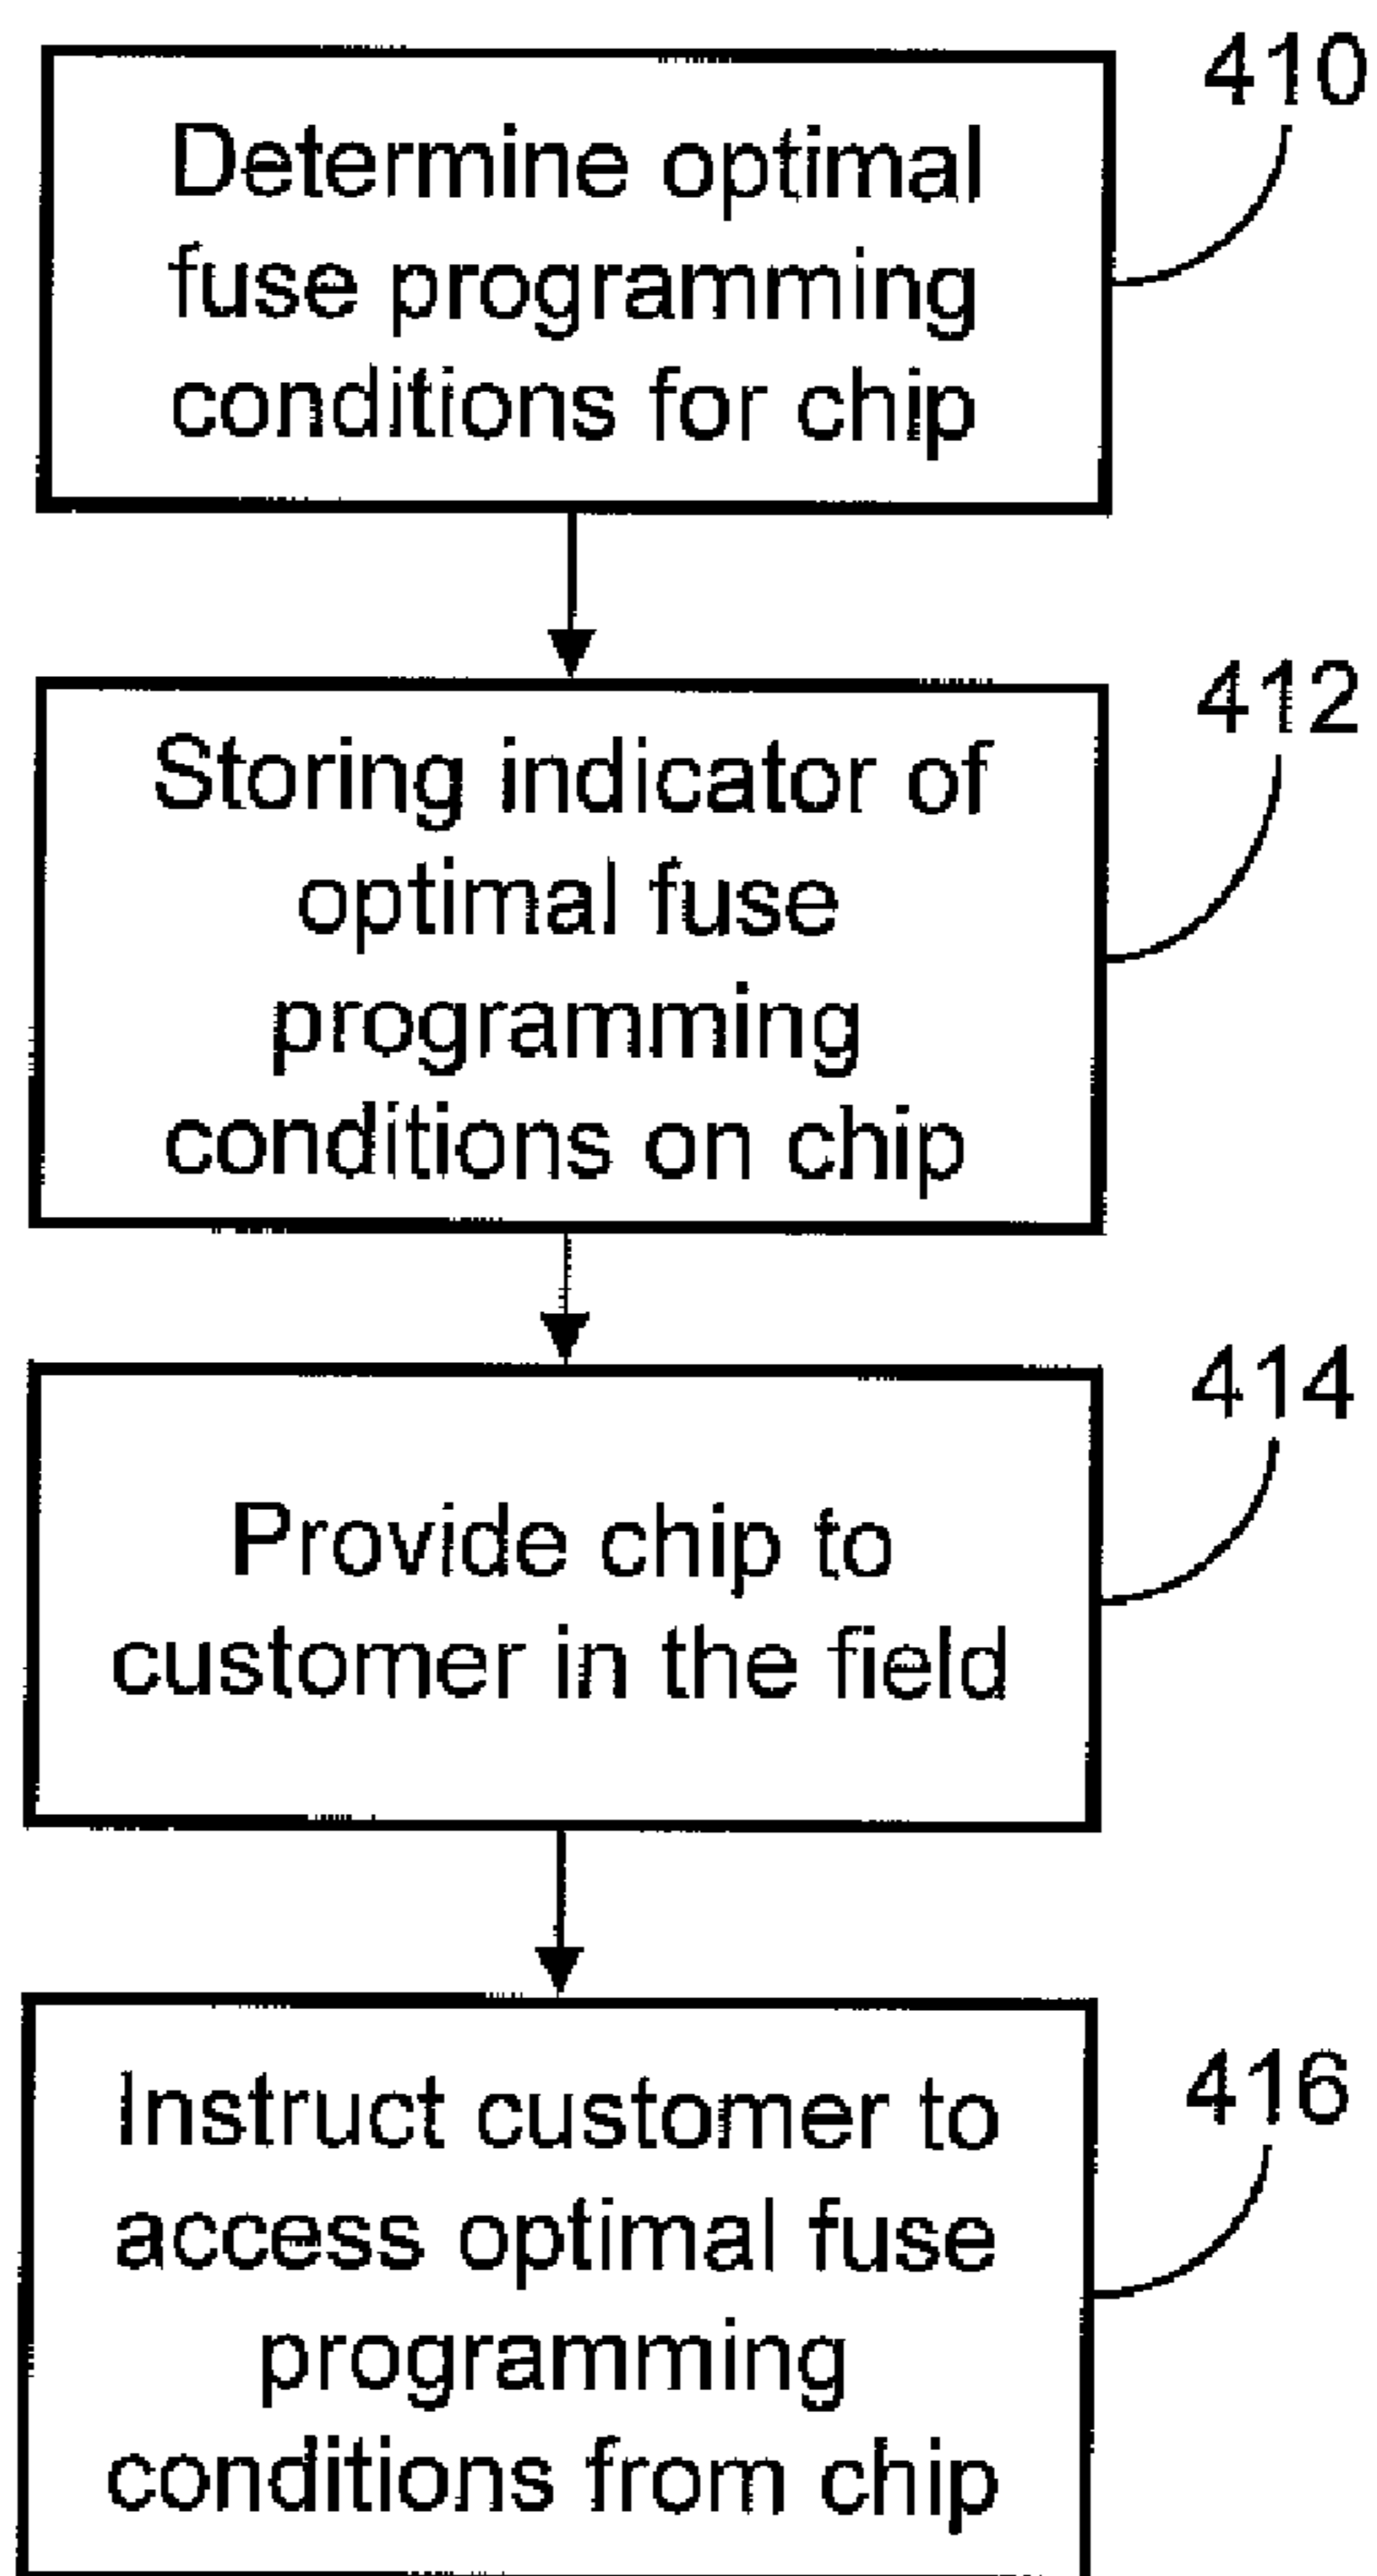 410
Determine optimal
fuse programming
conditions for chip
412
Storing indicator of
optimal fuse
programming
conditions on chip
414
Provide chip to
customer in the field
416
Instruct customer to
access optimal fuse
programming
conditions from chip